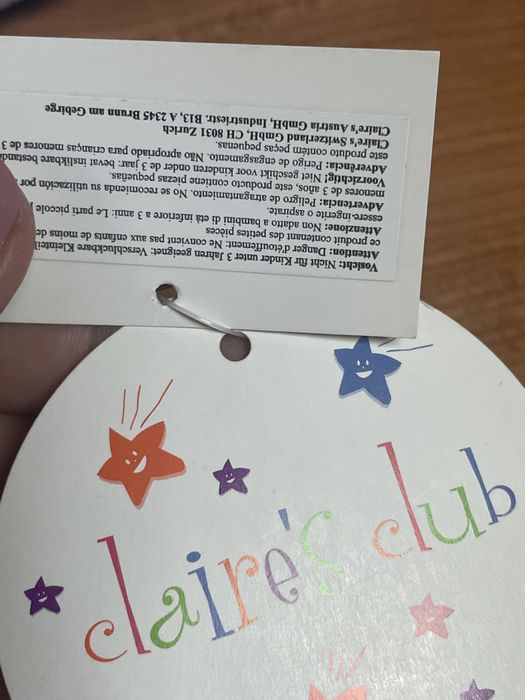 Vosicht: Nicht für Kinder unter 3 Jahren geeignet: Verschluckbare
Attention: Danger d'étouffement: Ne convient pas aux enfants de moins de
ce produit contenant des petites pièces
Attenzione: Non adatto a bambini di età inferiore a 3 anni: Le parti piccole
essere ingerito o aspirate.
Advertencia: Peligro de atragantamiento. No se recomienda su utilización por
menores de 3 años, este producto contiene piezas pequeñas.
Voorzichtig! Niet geschikt voor kinderen onder de 3 jaar: bevat inslikbare
Advêrência: Perigo de engasgamento. Não apropriado para crianças menores de 3
este produto contém peças pequenas.
Claire's Switzerland GmbH, CH 8031 Zurich
Claire's Austria GmbH, Industriestr. B13, A 2345 Brunn am Gebirge
claire's club